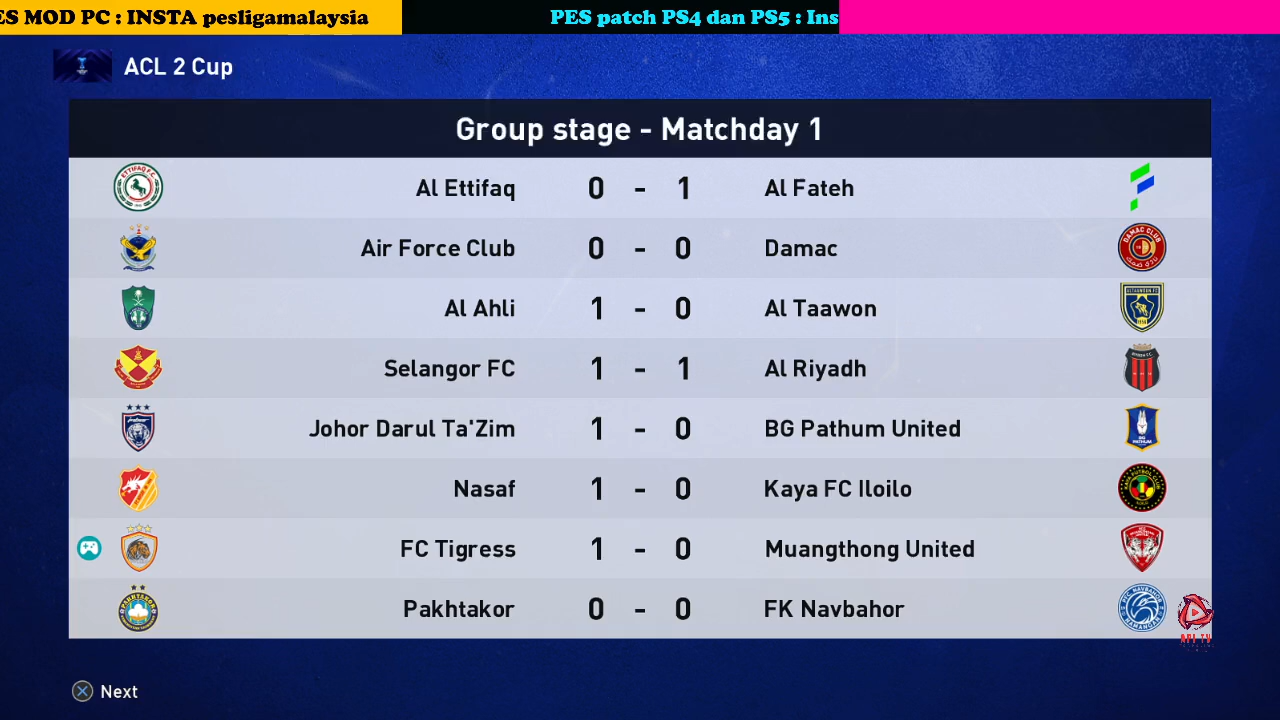 ES MOD PC : INSTA pesligamalaysia
PES patch PS4 dan PS5 : Ins
ACL 2 Cup
Group stage - Matchday 1
Al Ettifaq 0 - 1 Al Fateh
Air Force Club 0 - 0 Damac
Al Ahli 1 - 0 Al Taawon
Selangor FC 1 - 1 Al Riyadh
Johor Darul Ta'Zim 1 - 0 BG Pathum United
Nasaf 1 - 0 Kaya FC Iloilo
FC Tigress 1 - 0 Muangthong United
Pakhtakor 0 - 0 FK Navbahor
Next